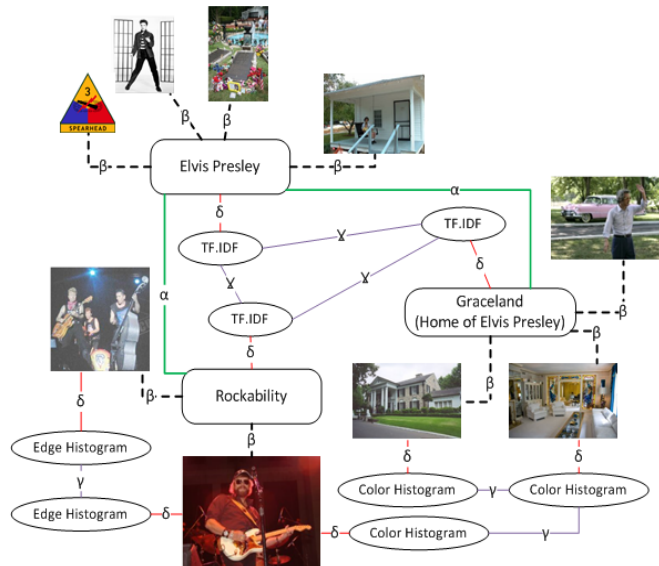 3
SPEARHEAD
β
β
β
β
Elvis Presley
α
δ
TF.IDF
ɣ
TF.IDF
ɣ
ɣ
δ
α
TF.IDF
Graceland
(Home of Elvis Presley)
β
β
β
δ
Rockability
β
β
δ
Edge Histogram
γ
Edge Histogram
δ
δ
δ
Color Histogram
γ
Color Histogram
δ
Color Histogram
γ